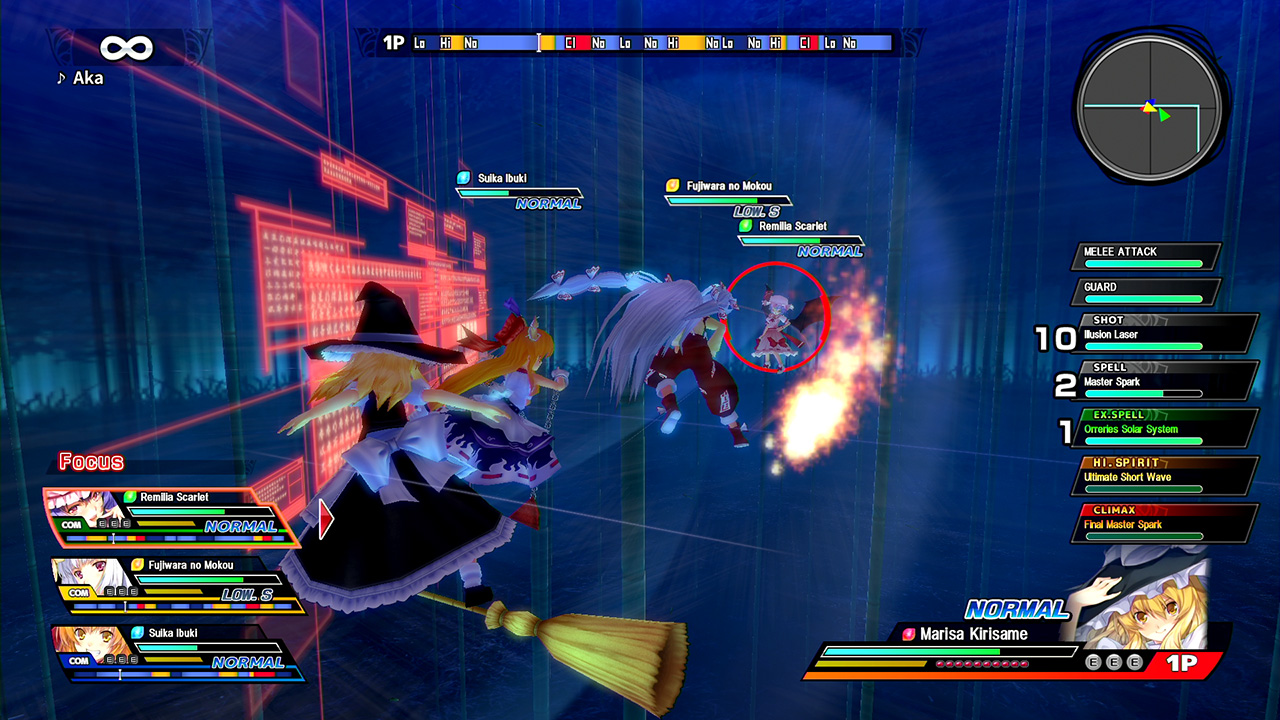 ∞
♪ Aka
1P Lo Hi No Cl No Lo No Hi No Lo No Hi Cl Lo No
Suika Ibuki
NORMAL
Fujiwara no Mokou
LOW. S
Remilia Scarlet
NORMAL
MELEE ATTACK
GUARD
SHOT
10 Illusion Laser
SPELL
2 Master Spark
EX.SPELL
1 Orreries Solar System
HI.SPIRIT
Ultimate Short Wave
CLIMAX
Final Master Spark
Focus
Remilia Scarlet
COM E E E NORMAL
Fujiwara no Mokou
COM E E E LOW. S
Suika Ibuki
COM E E E NORMAL
NORMAL
Marisa Kirisame
E E E 1P